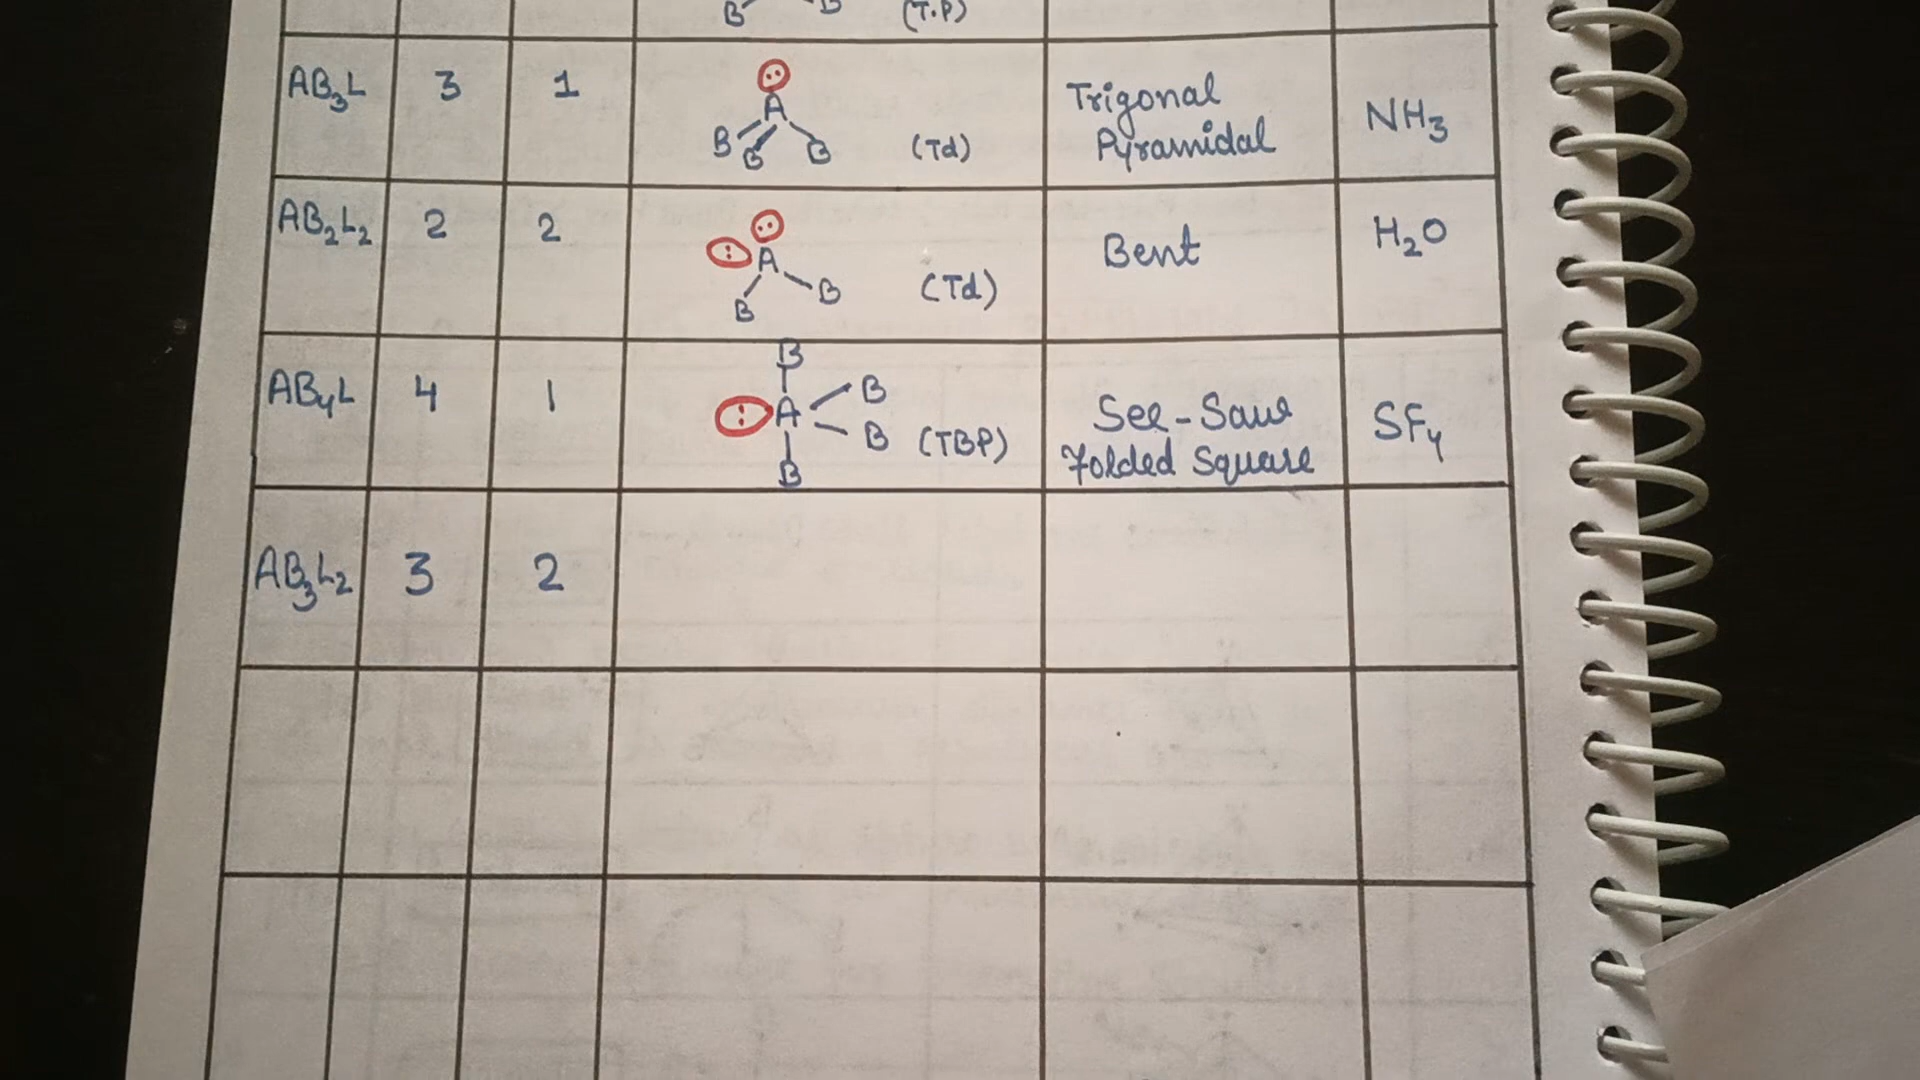 B B (T.P)
AB₃L 3 1 A B B B (Td) Trigonal Pyramidal NH₃
AB₂L₂ 2 2 A B B (Td) Bent H₂O
AB₄L 4 1 B A B B B (TBP) See-Saw Folded Square SF₄
AB₃L₂ 3 2